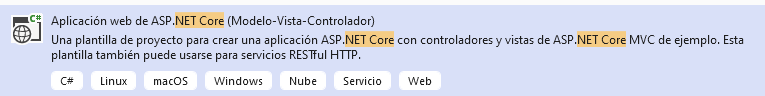 C#
Aplicación web de ASP.NET Core (Modelo-Vista-Controlador)
Una plantilla de proyecto para crear una aplicación ASP.NET Core con controladores y vistas de ASP.NET Core MVC de ejemplo. Esta
plantilla también puede usarse para servicios RESTful HTTP.
C# Linux macOS Windows Nube Servicio Web